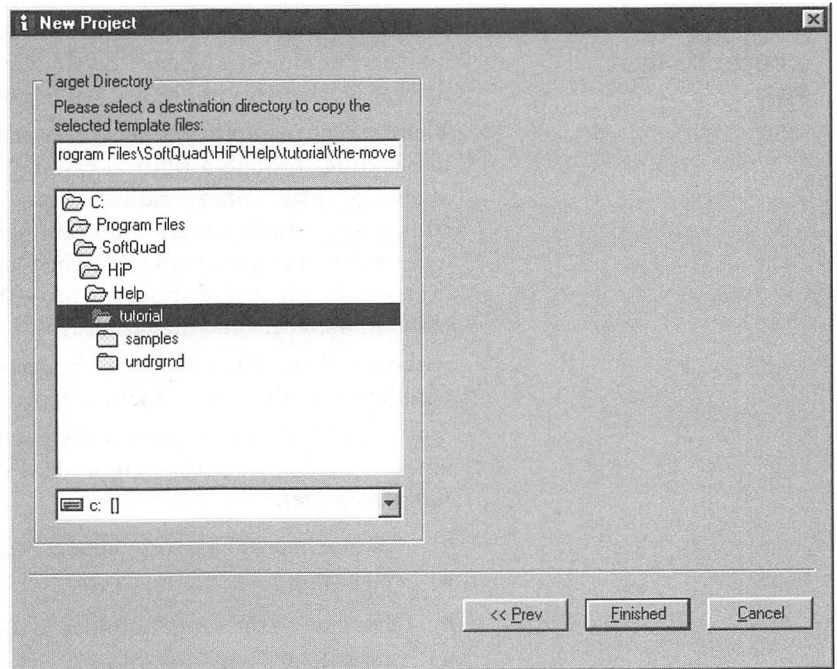 New Project
Target Directory
Please select a destination directory to copy the
selected template files:
rogram Files\SoftQuad\HiP\Help\tutorial\the-move
C:
Program Files
SoftQuad
HiP
Help
tutorial
samples
undrgrnd
c: []
<< Prev
Finished
Cancel